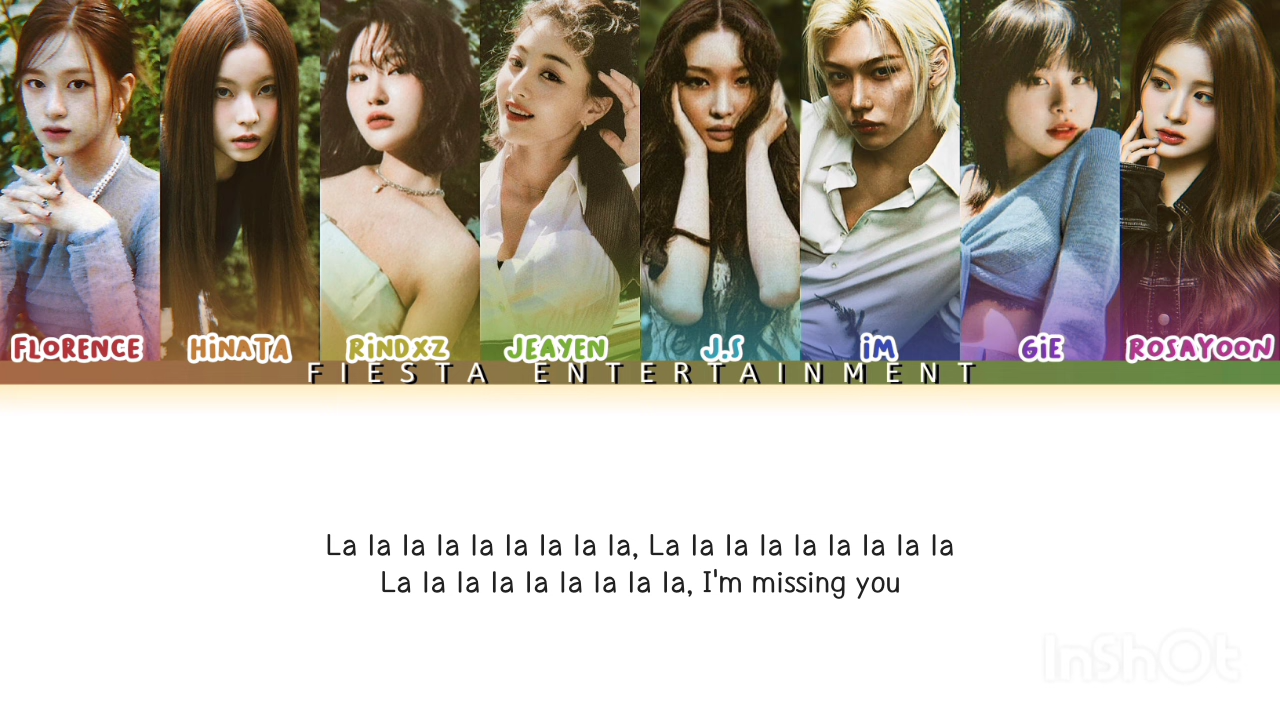 FLORENCE HiNATA RiNDXZ JEAYEN J.S iM GiE ROSAYOON
FIESTA ENTERTAINMENT
La la la la la la la la la, La la la la la la la la la
La la la la la la la la la, I'm missing you
InShOt